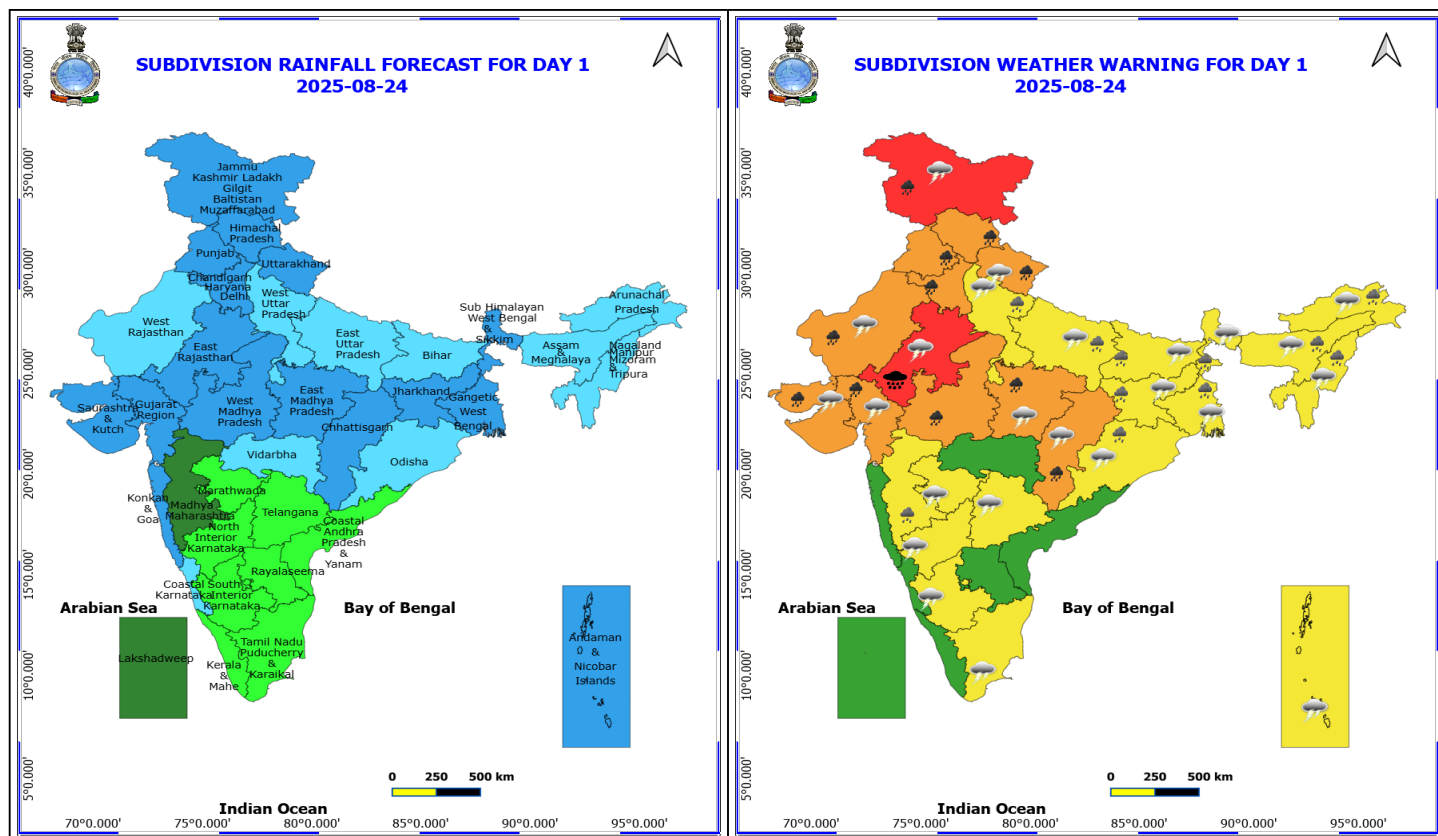 SUBDIVISION RAINFALL FORECAST FOR DAY 1
2025-08-24
40°0.000'
35°0.000'
30°0.000'
25°0.000'
20°0.000'
15°0.000'
10°0.000'
5°0.000'
Jammu
Kashmir Ladakh
Gilgit
Baltistan
Muzaffarabad
Himachal
Pradesh
Punjab
Uttarakhand
Chandigarh
Haryana
Delhi
West
Uttar
Pradesh
West
Rajasthan
East
Rajasthan
East
Uttar
Pradesh
Bihar
Sub Himalayan
West Bengal
&
Sikkim
Arunachal
Pradesh
Assam
&
Meghalaya
Nagaland
Manipur
Mizoram
&
Tripura
Saurashtra
&
Kutch
Gujarat
Region
West
Madhya
Pradesh
East
Madhya
Pradesh
Jharkhand
Gangetic
West
Bengal
Chhattisgarh
Vidarbha
Odisha
Konkan
&
Goa
Madhya
Maharashtra
Marathwada
Telangana
North
Interior
Karnataka
Coastal
Andhra
Pradesh
&
Yanam
Rayalaseema
Coastal
Karnataka
South
Interior
Karnataka
Arabian Sea
Bay of Bengal
Lakshadweep
Kerala
&
Mahe
Tamil Nadu
Puducherry
&
Karaikal
Andaman
&
Nicobar
Islands
0 250 500 km
Indian Ocean
70°0.000' 75°0.000' 80°0.000' 85°0.000' 90°0.000' 95°0.000'
SUBDIVISION WEATHER WARNING FOR DAY 1
2025-08-24
40°0.000'
35°0.000'
30°0.000'
25°0.000'
20°0.000'
15°0.000'
10°0.000'
5°0.000'
Arabian Sea
Bay of Bengal
0 250 500 km
Indian Ocean
70°0.000' 75°0.000' 80°0.000' 85°0.000' 90°0.000' 95°0.000'